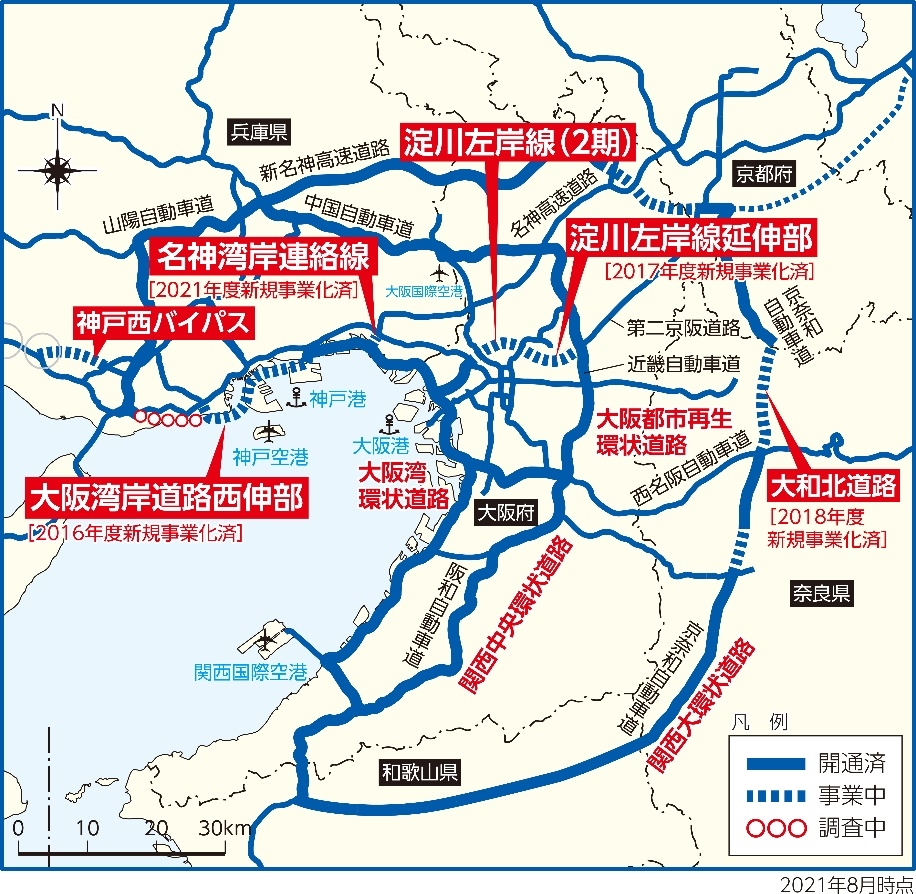 N
兵庫県
新名神高速道路
山陽自動車道
中国自動車道
淀川左岸線(2期)
名神高速道路
京都府
淀川左岸線延伸部
[2017年度新規事業化済]
名神湾岸連絡線
[2021年度新規事業化済]
大阪国際空港
神戸西バイパス
京奈和
自動車道
第二京阪道路
近畿自動車道
神戸港
神戸空港
大阪港
大阪湾
環状道路
大阪都市再生
環状道路
西名阪自動車道
大阪湾岸道路西伸部
[2016年度新規事業化済]
大和北道路
[2018年度
新規事業化済]
大阪府
阪和自動車道
関西中央環状道路
奈良県
関西国際空港
京奈和自動車道
関西大環状道路
和歌山県
凡 例
開通済
事業中
調査中
0 10 20 30km
2021年8月時点